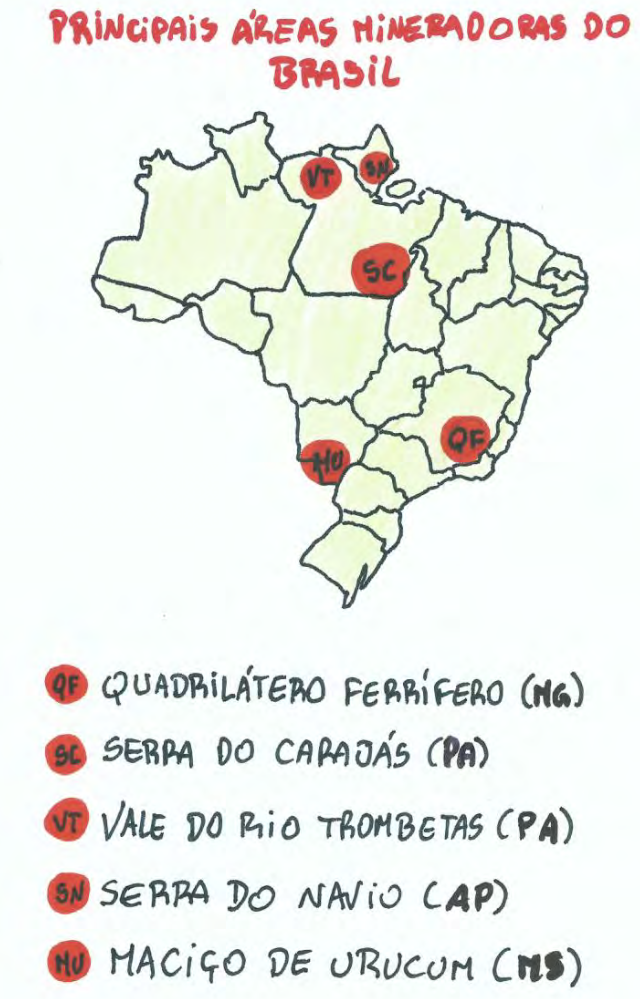 PRINCIPAIS ÁREAS MINERADORAS DO
BRASIL
VT
SN
SC
QF
MU
QF QUADRILÁTERO FERRÍFERO (MG)
SC SERRA DO CARAJÁS (PA)
VT VALE DO RIO TROMBETAS (PA)
SN SERRA DO NAVIO (AP)
MU MACIÇO DE URUCUM (MS)